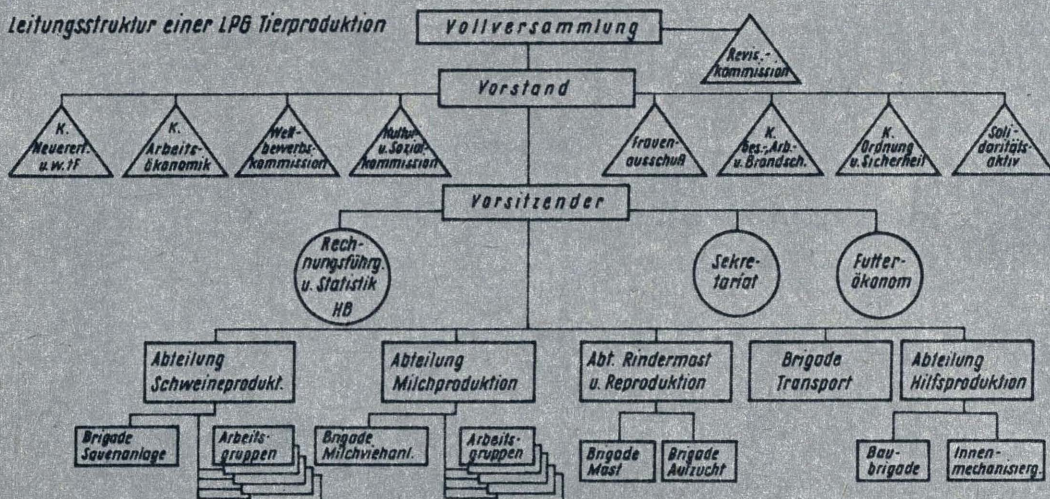 Leitungsstruktur einer LPG Tierproduktion
Vollversammlung
Revis.-
kommission
Vorstand
K.
Neuerert.
u. w. tF
K.
Arbeits-
ökonomik
Wett-
bewerbs-
kommission
Kultur-
u. Sozial-
kommission
Frauen-
ausschuß
K.
Ges.-, Arb.-
u. Brandsch.
K.
Ordnung
u. Sicherheit
Soli-
daritäts-
aktiv
Vorsitzender
Rech-
nungsführg.
u. Statistik
HB
Sekre-
tariat
Futter-
ökonom
Abteilung
Schweineprodukt.
Abteilung
Milchproduktion
Abt. Rindermast
u. Reproduktion
Brigade
Transport
Abteilung
Hilfsproduktion
Brigade
Sauenanlage
Arbeits-
gruppen
Brigade
Milchviehanl.
Arbeits-
gruppen
Brigade
Mast
Brigade
Aufzucht
Bau-
brigade
Innen-
mechanisierg.